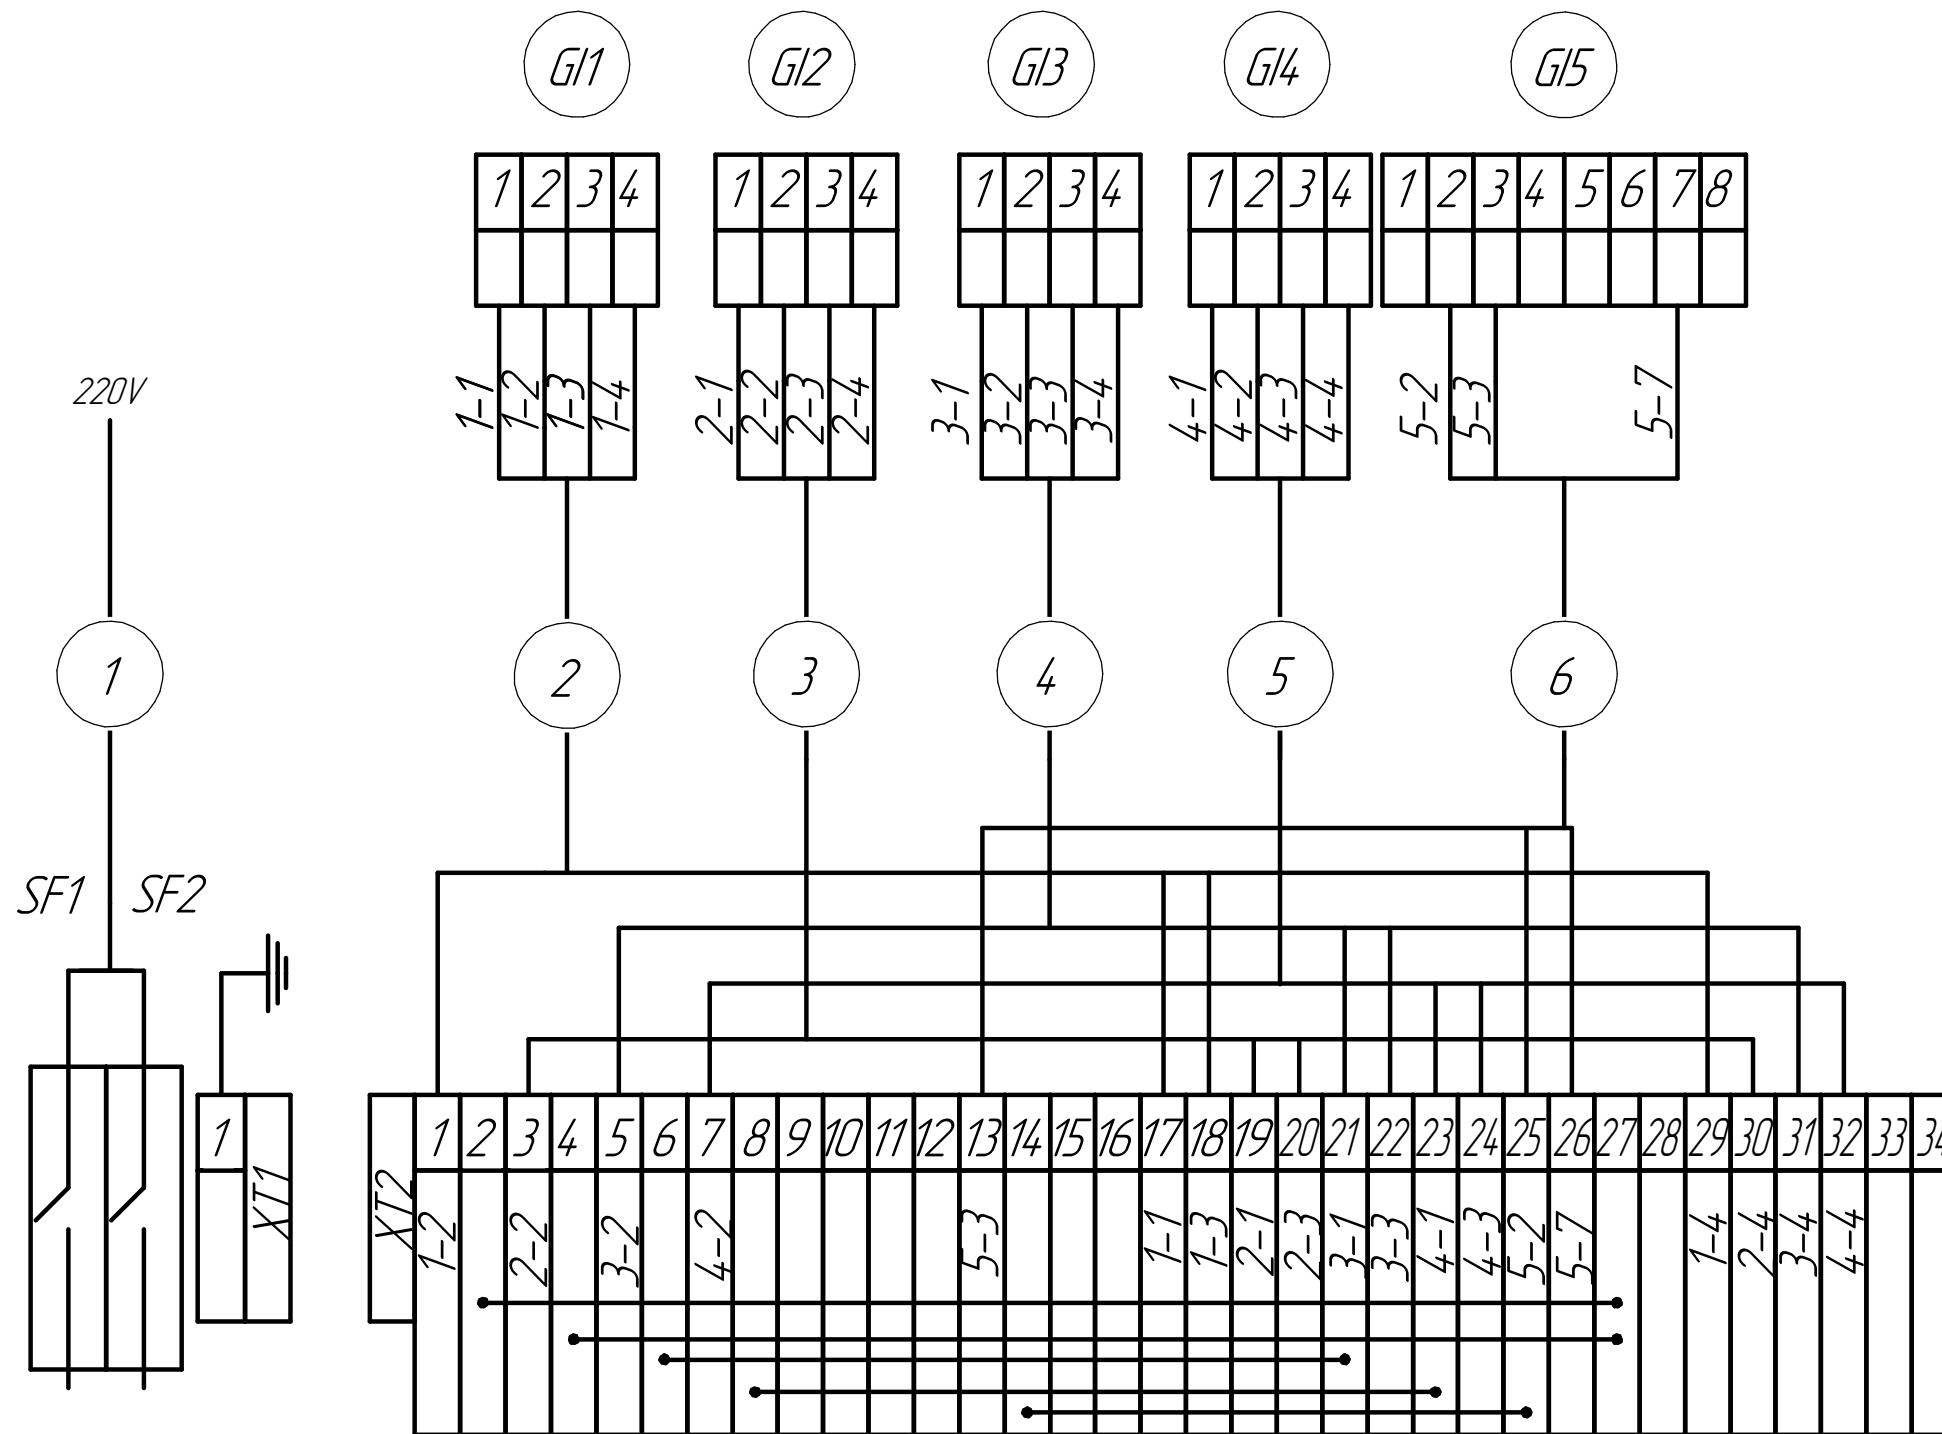 GI1 GI2 GI3 GI4 GI5
1 2 3 4 1 2 3 4 1 2 3 4 1 2 3 4 1 2 3 4 5 6 7 8
220V
1-1 1-2 1-3 1-4 2-1 2-2 2-3 2-4 3-1 3-2 3-3 3-4 4-1 4-2 4-3 4-4 5-2 5-3 5-7
1 2 3 4 5 6
SF1 SF2
1 1 2 3 4 5 6 7 8 9 10 11 12 13 14 15 16 17 18 19 20 21 22 23 24 25 26 27 28 29 30 31 32 33 34
XT1 XT2 1-2 2-2 3-2 4-2 5-3 1-1 1-3 2-1 2-3 3-1 3-3 4-1 4-3 5-2 5-7 1-4 2-4 3-4 4-4